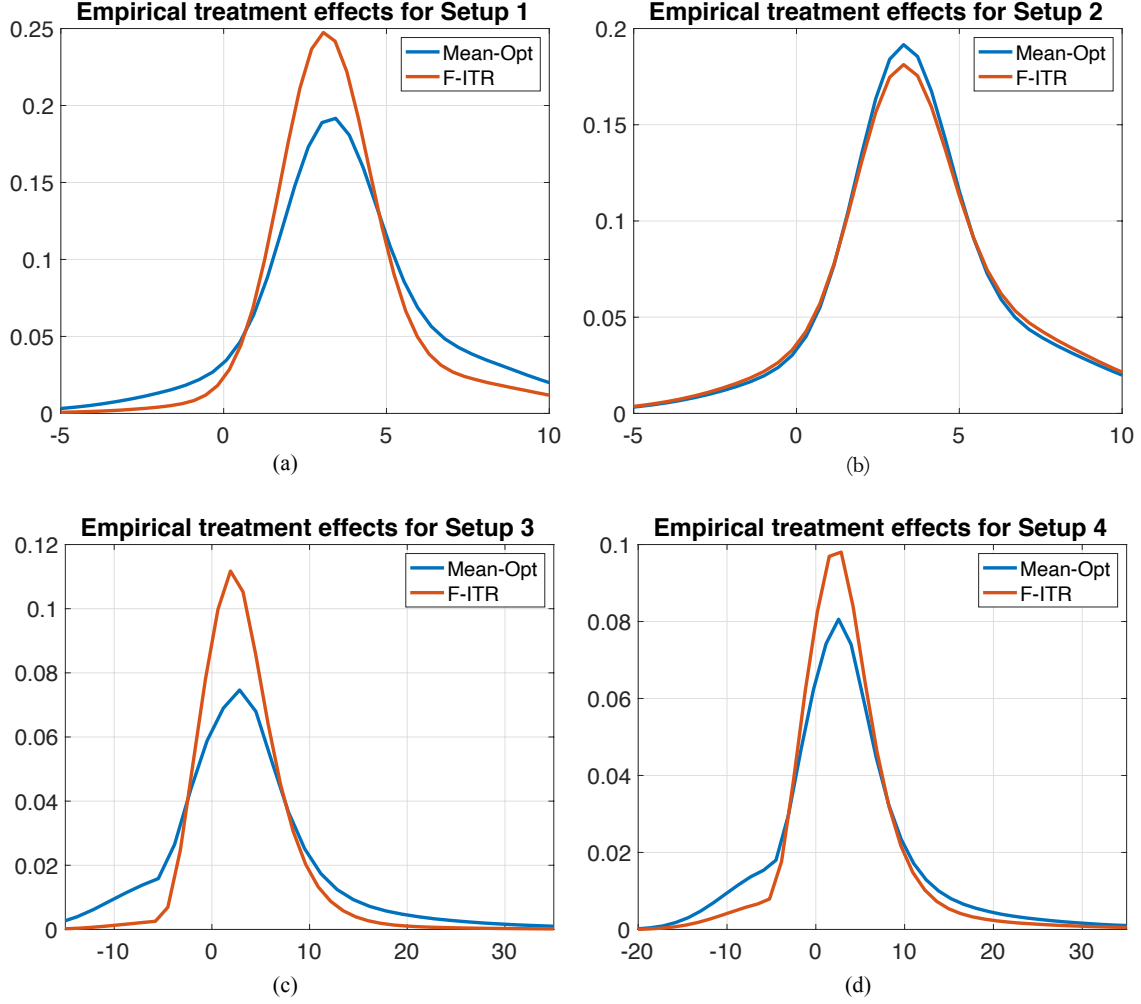 Empirical treatment effects for Setup 1
0.25
0.2
0.15
0.1
0.05
0
Mean-Opt
F-ITR
-5 0 5 10
(a)
Empirical treatment effects for Setup 2
0.2
0.15
0.1
0.05
0
Mean-Opt
F-ITR
-5 0 5 10
(b)
Empirical treatment effects for Setup 3
0.12
0.1
0.08
0.06
0.04
0.02
0
Mean-Opt
F-ITR
-10 0 10 20 30
(c)
Empirical treatment effects for Setup 4
0.1
0.08
0.06
0.04
0.02
0
Mean-Opt
F-ITR
-20 -10 0 10 20 30
(d)